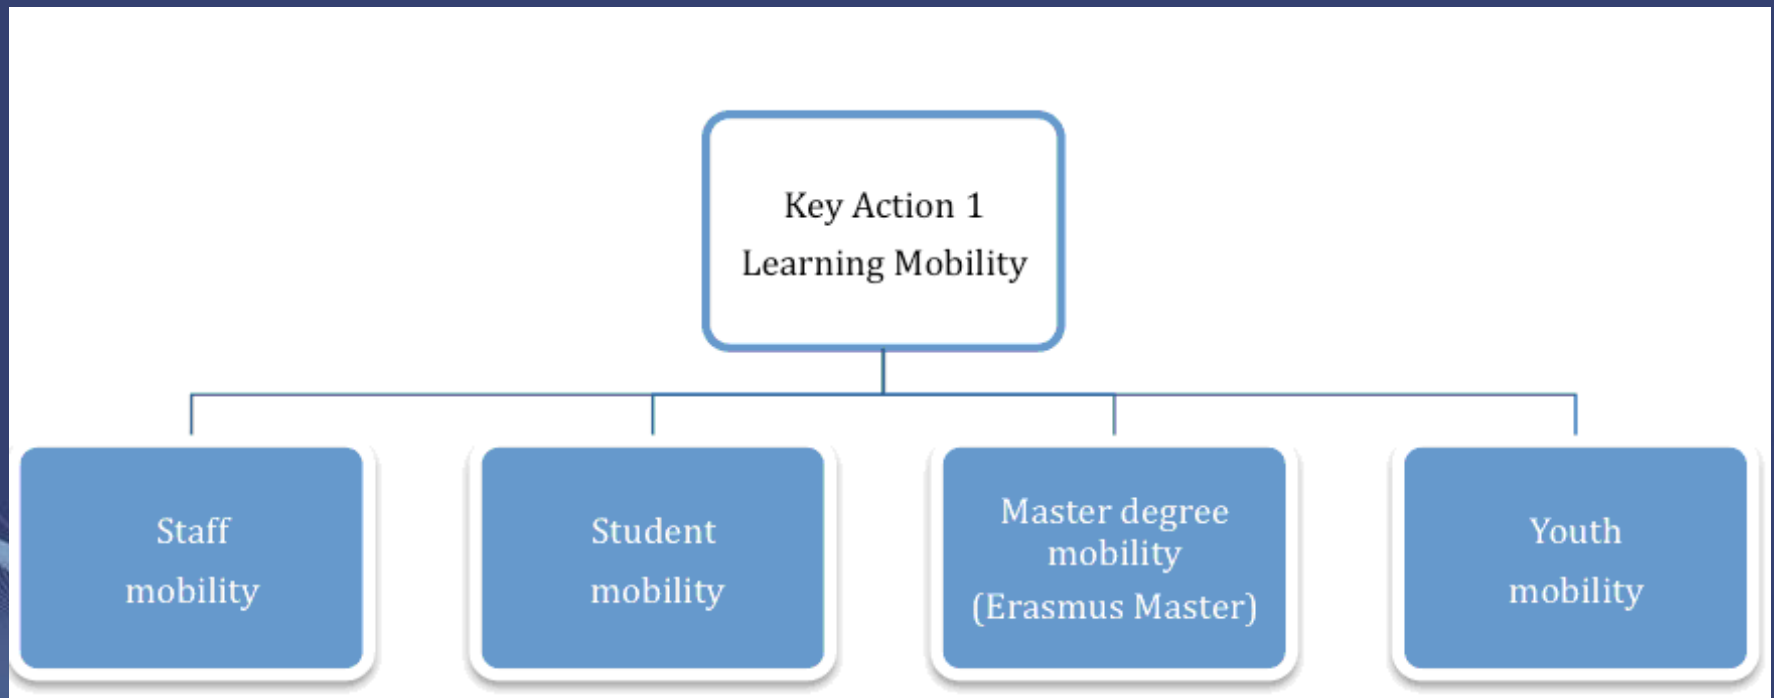 Key Action 1
Learning Mobility
Staff
mobility
Student
mobility
Master degree
mobility
(Erasmus Master)
Youth
mobility